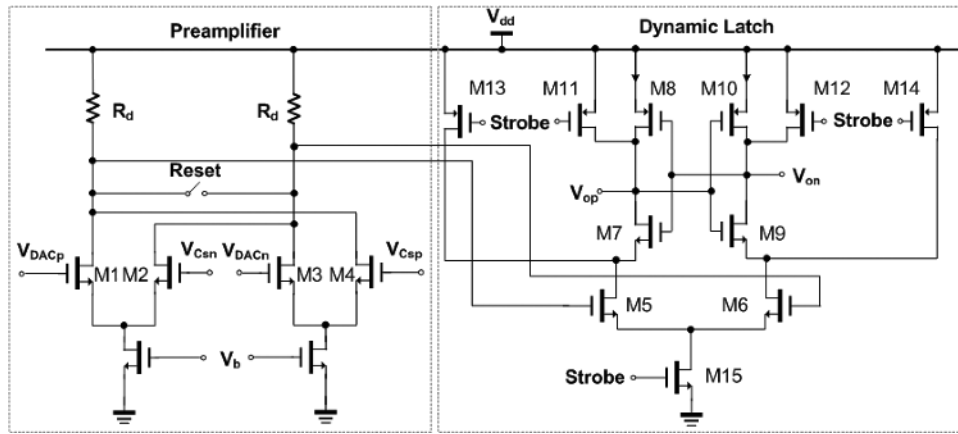 Preamplifier
Vdd
Dynamic Latch
Rd
Rd
M13
M11
M8
M10
M12
M14
Strobe
Strobe
Reset
Vop
Von
M7
M9
VDACp
VCsn
VDACn
VCsp
M1
M2
M3
M4
M5
M6
Vb
Strobe
M15